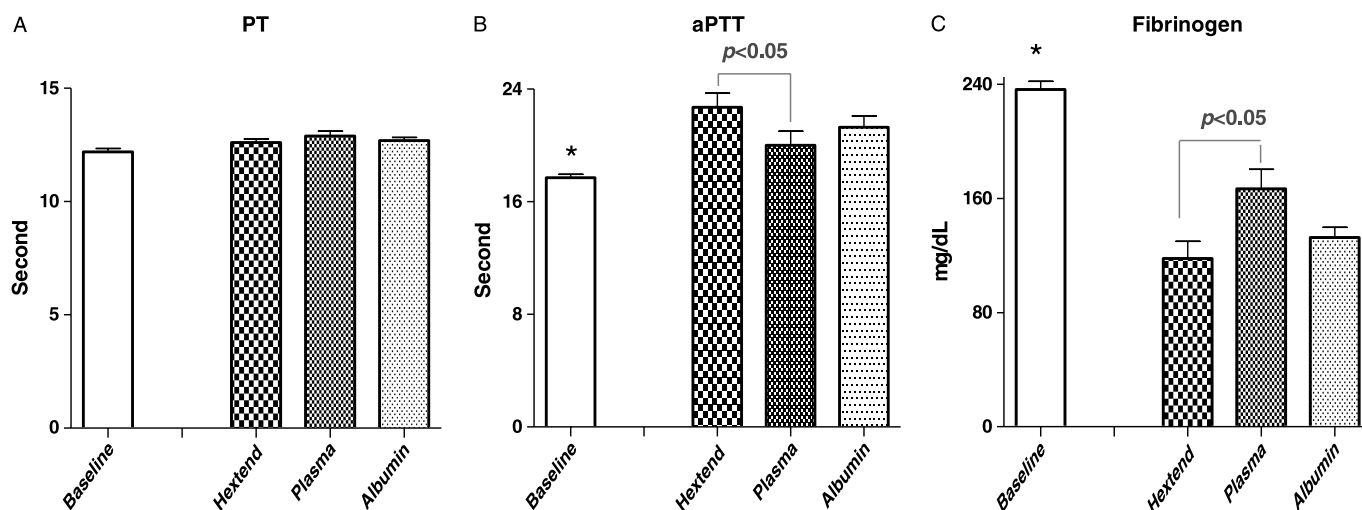 A
PT
Second
15
10
5
0
Baseline
Hextend
Plasma
Albumin
B
aPTT
p<0.05
Second
24
16
8
0
*
Baseline
Hextend
Plasma
Albumin
C
Fibrinogen
*
p<0.05
mg/dL
240
160
80
0
Baseline
Hextend
Plasma
Albumin